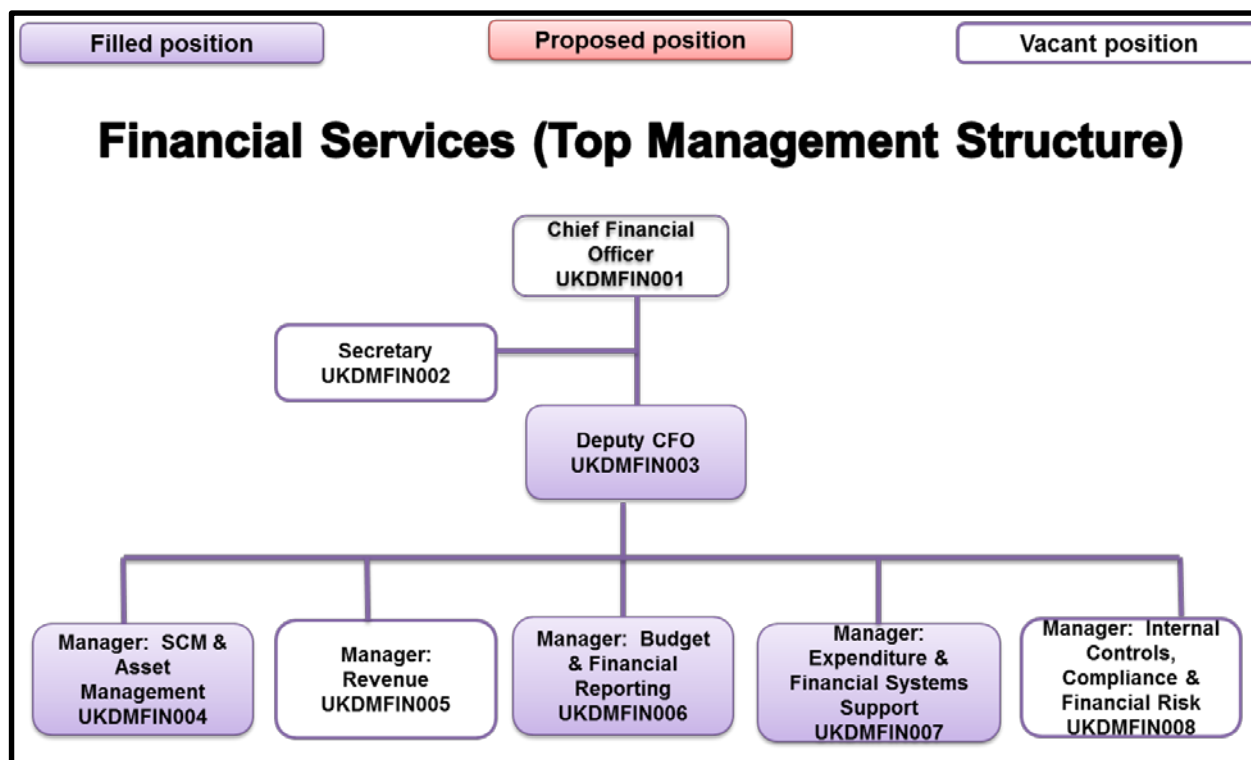 Filled position
Proposed position
Vacant position
Financial Services (Top Management Structure)
Chief Financial
Officer
UKDMFIN001
Secretary
UKDMFIN002
Deputy CFO
UKDMFIN003
Manager: SCM &
Asset
Management
UKDMFIN004
Manager:
Revenue
UKDMFIN005
Manager: Budget
& Financial
Reporting
UKDMFIN006
Manager:
Expenditure &
Financial Systems
Support
UKDMFIN007
Manager: Internal
Controls,
Compliance &
Financial Risk
UKDMFIN008